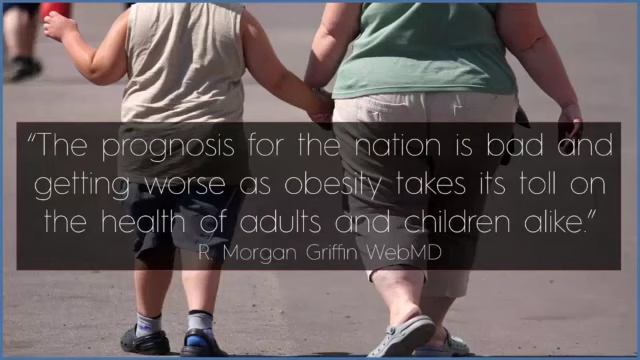 “The prognosis for the nation is bad and
getting worse as obesity takes its toll on
the health of adults and children alike.”
R. Morgan Griffin WebMD